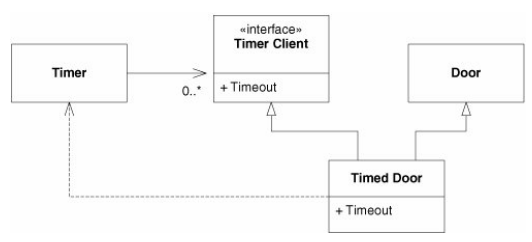 «interface»
Timer Client
Timer
Door
0..*
+ Timeout
Timed Door
+ Timeout